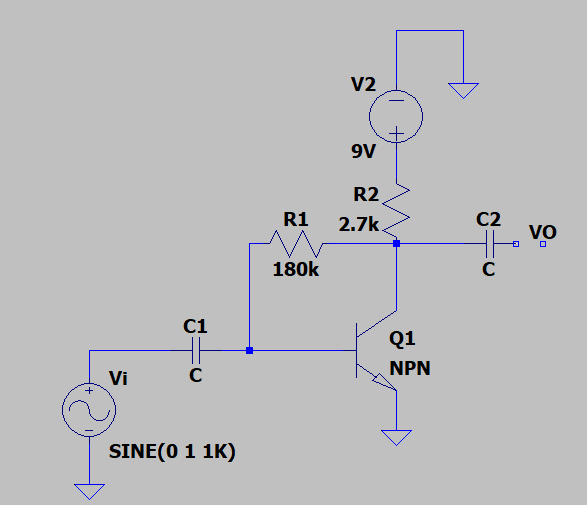 V2
9V
R2
2.7k
R1
180k
C2
C
VO
C1
C
Q1
NPN
Vi
SINE(0 1 1K)